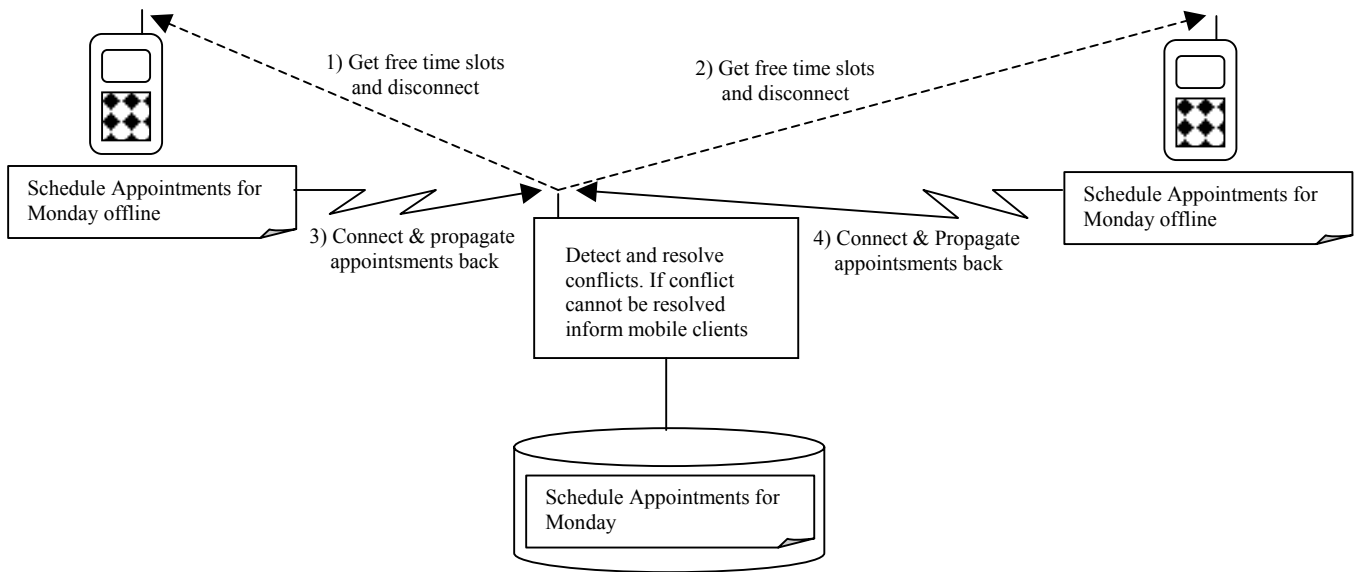 1) Get free time slots
and disconnect
2) Get free time slots
and disconnect
Schedule Appointments for
Monday offline
Schedule Appointments for
Monday offline
3) Connect & propagate
appointsments back
4) Connect & Propagate
appointsments back
Detect and resolve
conflicts. If conflict
cannot be resolved
inform mobile clients
Schedule Appointments for
Monday